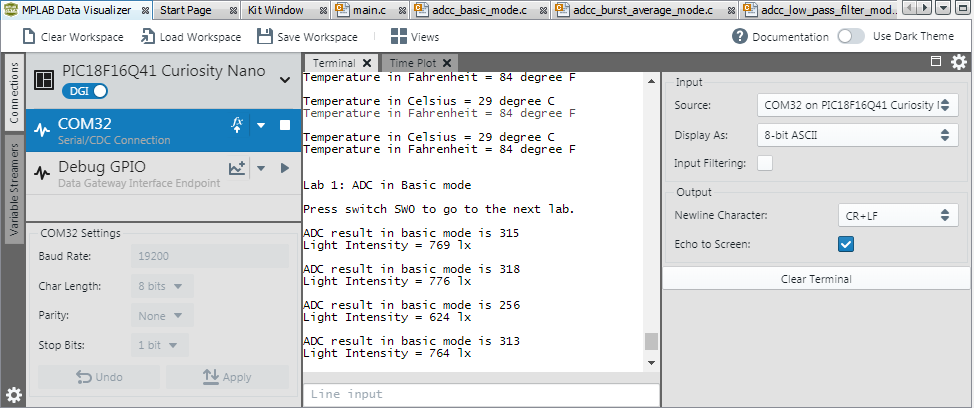 MPLAB Data Visualizer
Start Page
Kit Window
main.c
adcc_basic_mode.c
adcc_burst_average_mode.c
adcc_low_pass_filter_mod...
Clear Workspace
Load Workspace
Save Workspace
Views
Documentation
Use Dark Theme
Connections
Variable Streamers
PIC18F16Q41 Curiosity Nano
DGI
COM32
Serial/CDC Connection
Debug GPIO
Data Gateway Interface Endpoint
COM32 Settings
Baud Rate: 19200
Char Length: 8 bits
Parity: None
Stop Bits: 1 bit
Undo
Apply
Terminal
Time Plot
Temperature in Fahrenheit = 84 degree F
Temperature in Celsius = 29 degree C
Temperature in Fahrenheit = 84 degree F
Temperature in Celsius = 29 degree C
Temperature in Fahrenheit = 84 degree F
Lab 1: ADC in Basic mode
Press switch SW0 to go to the next lab.
ADC result in basic mode is 315
Light Intensity = 769 lx
ADC result in basic mode is 318
Light Intensity = 776 lx
ADC result in basic mode is 256
Light Intensity = 624 lx
ADC result in basic mode is 313
Light Intensity = 764 lx
Line input
Input
Source: COM32 on PIC18F16Q41 Curiosity
Display As: 8-bit ASCII
Input Filtering:
Output
Newline Character: CR+LF
Echo to Screen:
Clear Terminal